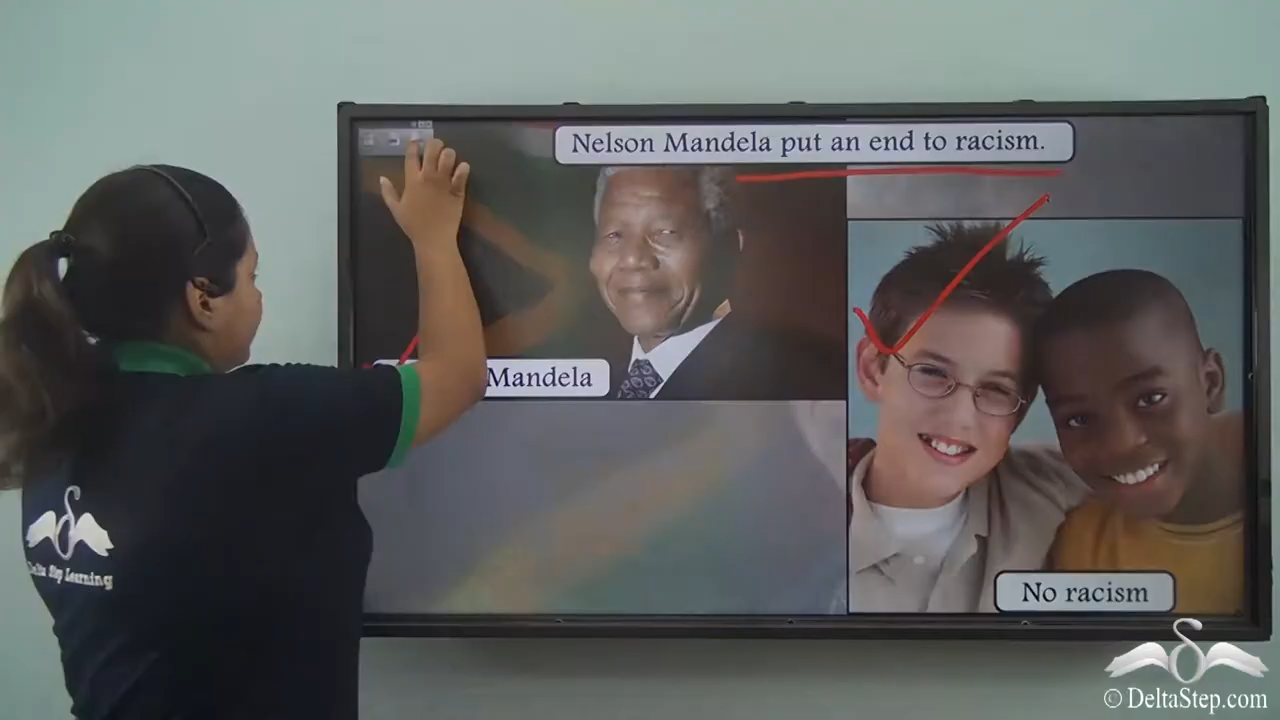 Nelson Mandela put an end to racism.
Mandela
No racism
Delta Step Learning
© DeltaStep.com